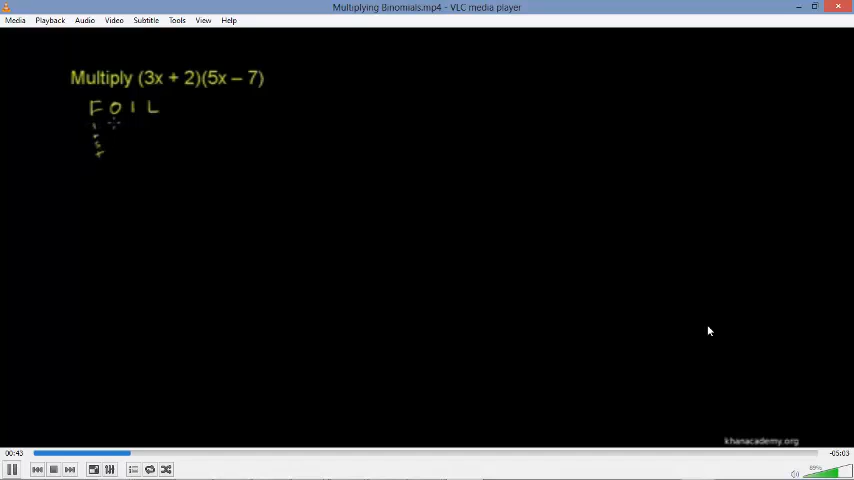 Multiplying Binomials.mp4 - VLC media player
Media Playback Audio Video Subtitle Tools View Help
Multiply (3x + 2)(5x – 7)
F O I L
i
r
s
t
khanacademy.org
00:43
-05:03
89%